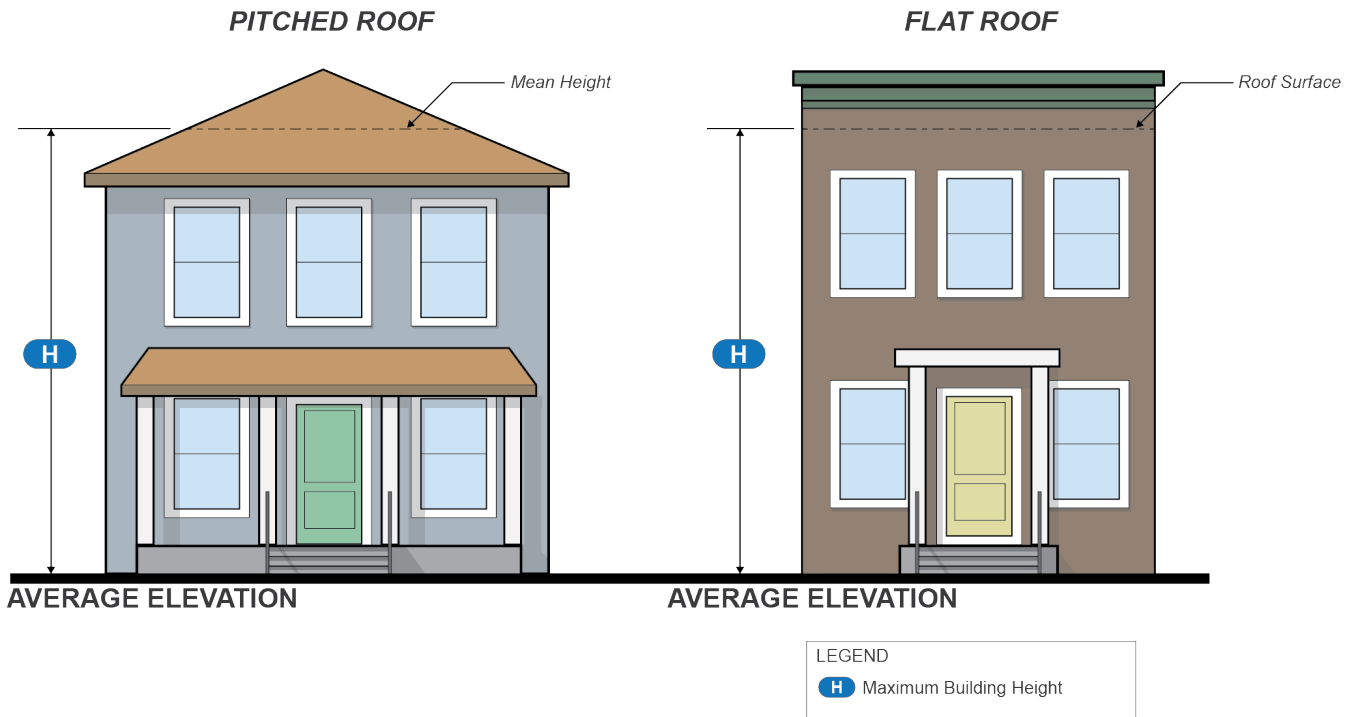 PITCHED ROOF
FLAT ROOF
Mean Height
Roof Surface
H
H
AVERAGE ELEVATION
AVERAGE ELEVATION
LEGEND
H Maximum Building Height